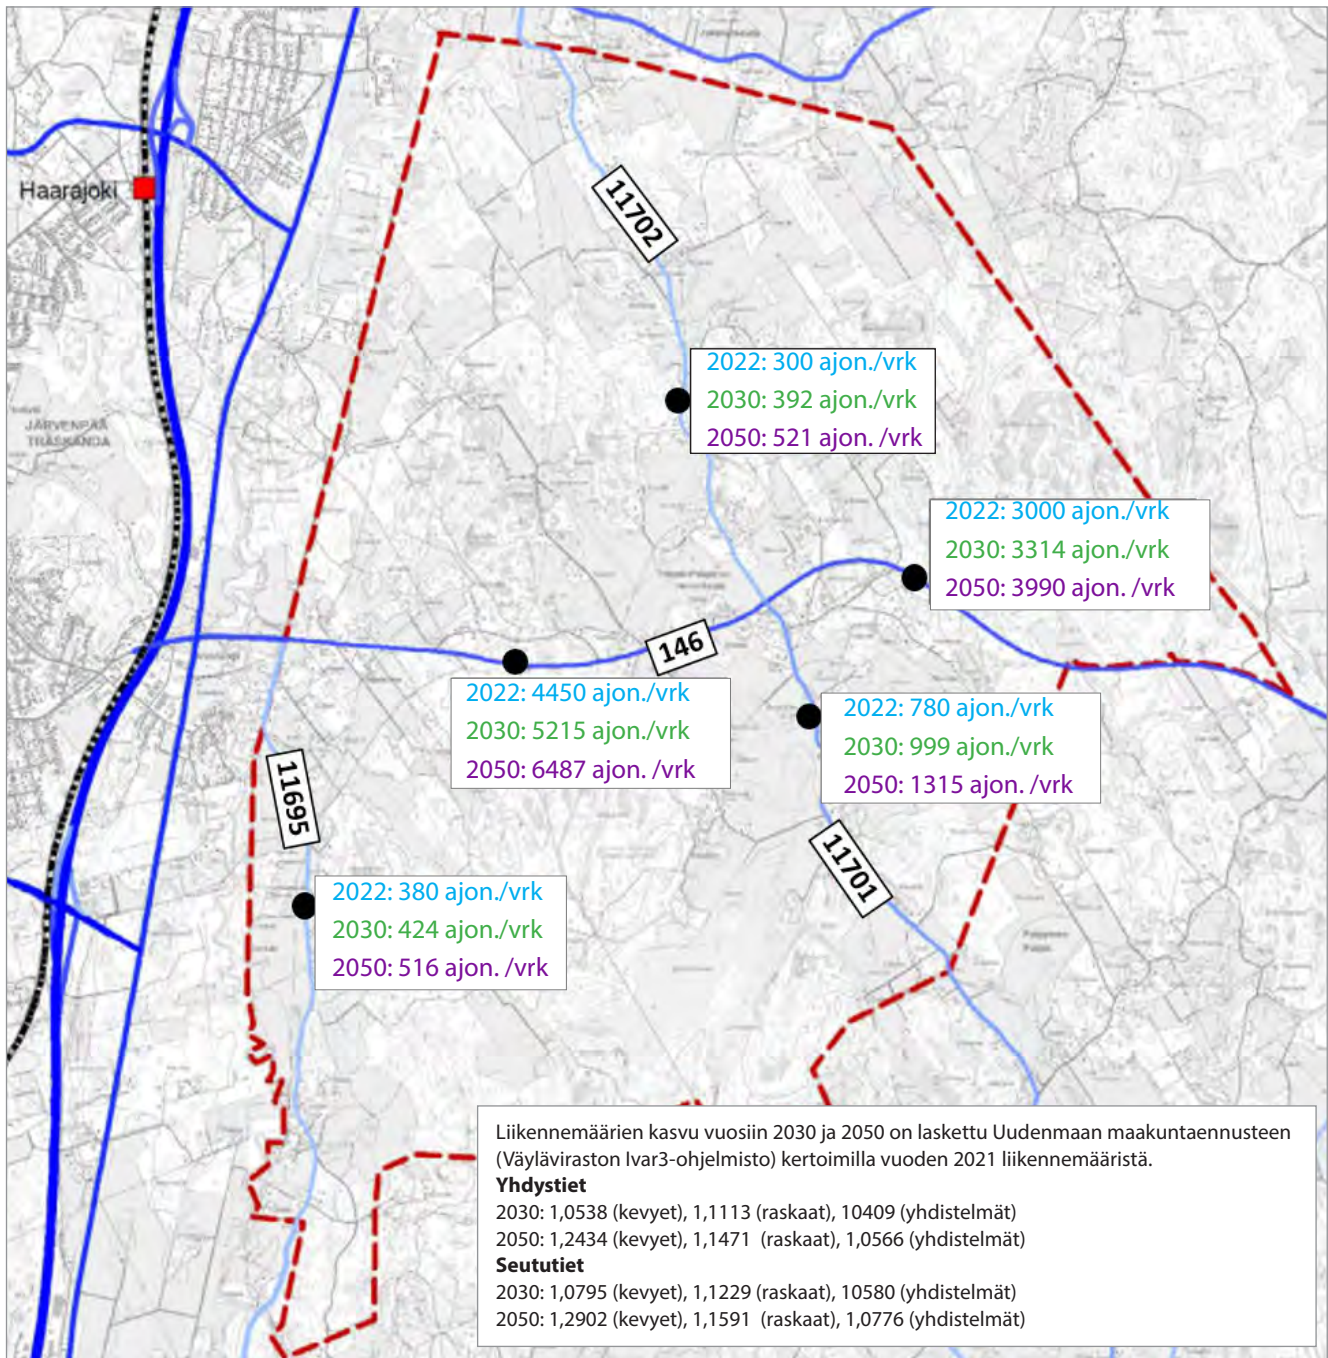 Haarajoki
11702
2022: 300 ajon./vrk
2030: 392 ajon./vrk
2050: 521 ajon. /vrk
JÄRVENPÄÄ
TRÄSKÄNDA
2022: 3000 ajon./vrk
2030: 3314 ajon./vrk
2050: 3990 ajon. /vrk
146
2022: 4450 ajon./vrk
2030: 5215 ajon./vrk
2050: 6487 ajon. /vrk
2022: 780 ajon./vrk
2030: 999 ajon./vrk
2050: 1315 ajon. /vrk
11695
11701
2022: 380 ajon./vrk
2030: 424 ajon./vrk
2050: 516 ajon. /vrk
Liikennemäärien kasvu vuosiin 2030 ja 2050 on laskettu Uudenmaan maakuntaennusteen
(Väyläviraston Ivar3-ohjelmisto) kertoimilla vuoden 2021 liikennemääristä.
Yhdystiet
2030: 1,0538 (kevyet), 1,1113 (raskaat), 10409 (yhdistelmät)
2050: 1,2434 (kevyet), 1,1471 (raskaat), 1,0566 (yhdistelmät)
Seututiet
2030: 1,0795 (kevyet), 1,1229 (raskaat), 10580 (yhdistelmät)
2050: 1,2902 (kevyet), 1,1591 (raskaat), 1,0776 (yhdistelmät)